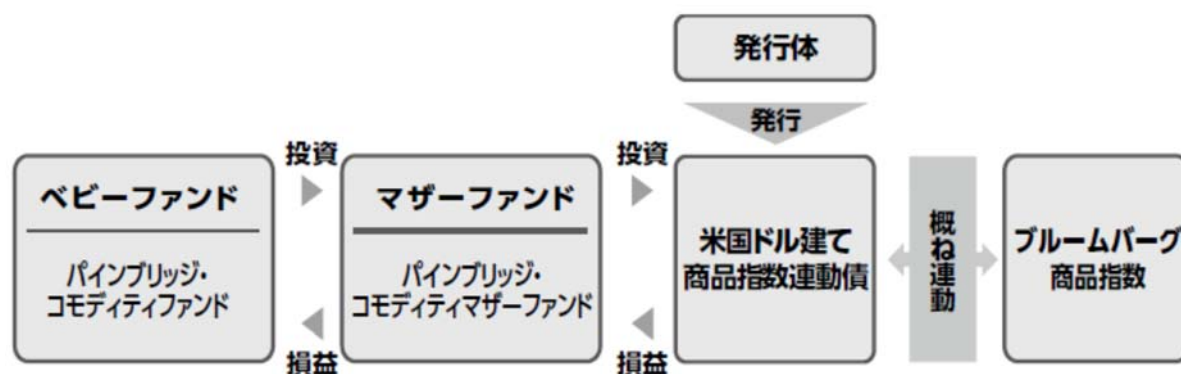 発行体
発行
投資
投資
ベビーファンド
パインブリッジ・
コモディティファンド
マザーファンド
パインブリッジ・
コモディティマザーファンド
米国ドル建て
商品指数連動債
概ね連動
ブルームバーグ
商品指数
損益
損益